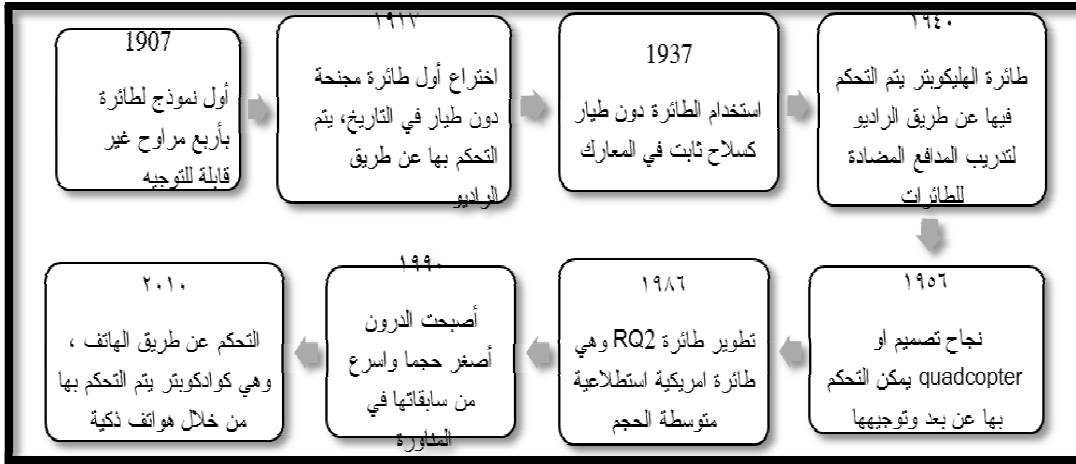 1907
أول نموذج لطائرة
بأربع مراوح غير
قابلة للتوجيه
١٩١٧
اختراع أول طائرة مجنحة
دون طيار في التاريخ، يتم
التحكم بها عن طريق
الراديو
1937
استخدام الطائرة دون طيار
كسلاح ثابت في المعارك
١٩٤٠
طائرة الهليكوبتر يتم التحكم
فيها عن طريق الراديو
لتدريب المدافع المضادة
للطائرات
١٩٥٦
نجاح تصميم او
quadcopter يمكن التحكم
بها عن بعد وتوجيهها
١٩٨٦
تطوير طائرة RQ2 وهي
طائرة امريكية استطلاعية
متوسطة الحجم
١٩٩٠
أصبحت الدرون
أصغر حجما واسرع
من سابقاتها في
المناورة
٢٠١٠
التحكم عن طريق الهاتف ،
وهي كوادكوبتر يتم التحكم بها
من خلال هواتف ذكية